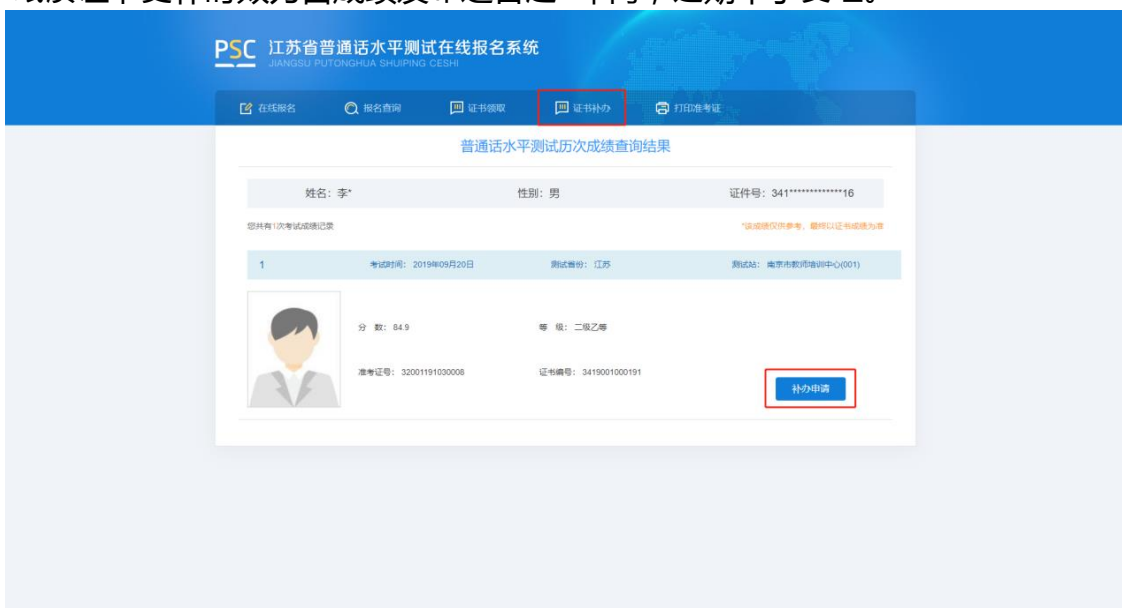 PSC 江苏省普通话水平测试在线报名系统
JIANGSU PUTONGHUA SHUIPING CESHI
在线报名 报名查询 证书领取 证书补办 打印准考证
普通话水平测试历次成绩查询结果
姓名：李* 性别：男 证件号：341*************16
您共有1次考试成绩记录 *该成绩仅供参考，最终以证书成绩为准
1 考试时间：2019年09月20日 测试省份：江苏 测试站：南京市教师培训中心(001)
分 数：84.9 等 级：二级乙等
准考证号：32001191030008 证书编号：3419001000191
补办申请